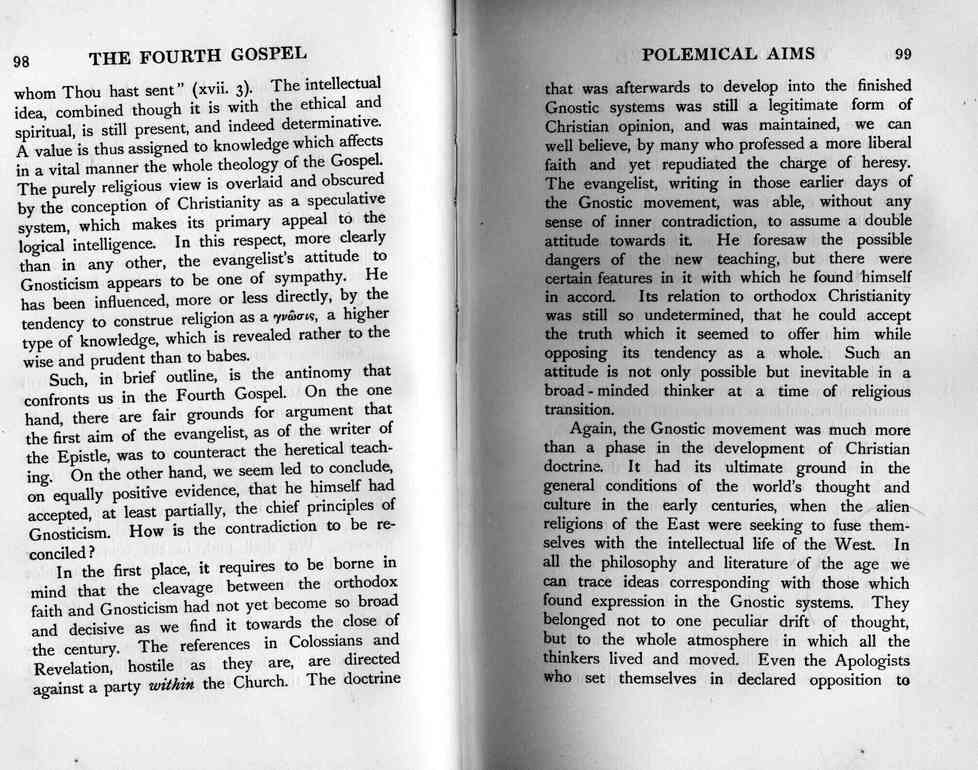 98 THE FOURTH GOSPEL
whom Thou hast sent" (xvii. 3). The intellectual
idea, combined though it is with the ethical and
spiritual, is still present, and indeed determinative.
A value is thus assigned to knowledge which affects
in a vital manner the whole theology of the Gospel.
The purely religious view is overlaid and obscured
by the conception of Christianity as a speculative
system, which makes its primary appeal to the
logical intelligence. In this respect, more clearly
than in any other, the evangelist's attitude to
Gnosticism appears to be one of sympathy. He
has been influenced, more or less directly, by the
tendency to construe religion as a γνῶσις, a higher
type of knowledge, which is revealed rather to the
wise and prudent than to babes.
Such, in brief outline, is the antinomy that
confronts us in the Fourth Gospel. On the one
hand, there are fair grounds for argument that
the first aim of the evangelist, as of the writer of
the Epistle, was to counteract the heretical teach-
ing. On the other hand, we seem led to conclude,
on equally positive evidence, that he himself had
accepted, at least partially, the chief principles of
Gnosticism. How is the contradiction to be re-
conciled?
In the first place, it requires to be borne in
mind that the cleavage between the orthodox
faith and Gnosticism had not yet become so broad
and decisive as we find it towards the close of
the century. The references in Colossians and
Revelation, hostile as they are, are directed
against a party within the Church. The doctrine
POLEMICAL AIMS 99
that was afterwards to develop into the finished
Gnostic systems was still a legitimate form of
Christian opinion, and was maintained, we can
well believe, by many who professed a more liberal
faith and yet repudiated the charge of heresy.
The evangelist, writing in those earlier days of
the Gnostic movement, was able, without any
sense of inner contradiction, to assume a double
attitude towards it. He foresaw the possible
dangers of the new teaching, but there were
certain features in it with which he found himself
in accord. Its relation to orthodox Christianity
was still so undetermined, that he could accept
the truth which it seemed to offer him while
opposing its tendency as a whole. Such an
attitude is not only possible but inevitable in a
broad-minded thinker at a time of religious
transition.
Again, the Gnostic movement was much more
than a phase in the development of Christian
doctrine. It had its ultimate ground in the
general conditions of the world's thought and
culture in the early centuries, when the alien
religions of the East were seeking to fuse them-
selves with the intellectual life of the West. In
all the philosophy and literature of the age we
can trace ideas corresponding with those which
found expression in the Gnostic systems. They
belonged not to one peculiar drift of thought,
but to the whole atmosphere in which all the
thinkers lived and moved. Even the Apologists
who set themselves in declared opposition to